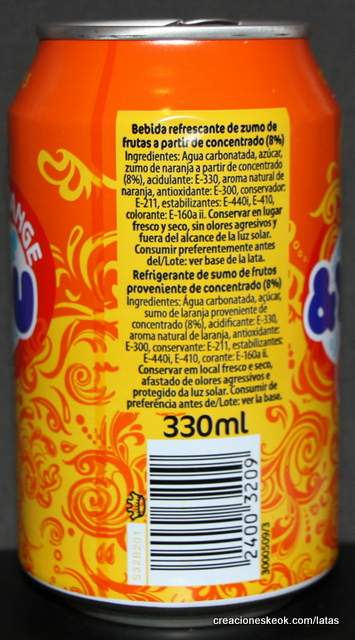 Bebida refrescante de zumo de
frutas a partir de concentrado (8%)
Ingredientes: Agua carbonatada, azúcar,
zumo de naranja a partir de concentrado
(8%), acidulante: E-330, aroma natural de
naranja, antioxidante: E-300, conservador:
E-211, estabilizantes: E-440i, E-410,
colorante: E-160a ii. Conservar en lugar
fresco y seco, sin olores agresivos y
fuera del alcance de la luz solar.
Consumir preferentemente antes
del/Lote: ver base de la lata.
Refrigerante de sumo de frutos
proveniente de concentrado (8%)
Ingredientes: Água carbonatada, açúcar,
sumo de laranja proveniente de
concentrado (8%), acidificante: E-330,
aroma natural de laranja, antioxidante:
E-300, conservante: E-211, estabilizantes:
E-440i, E-410, corante: E-160a ii.
Conservar em local fresco e seco,
afastado de olores agressivos e
protegido da luz solar. Consumir de
preferência antes de/Lote: ver la base.
330ml
2400 3209
3000509/3
ANGE
U
&
creacioneskeok.com/latas